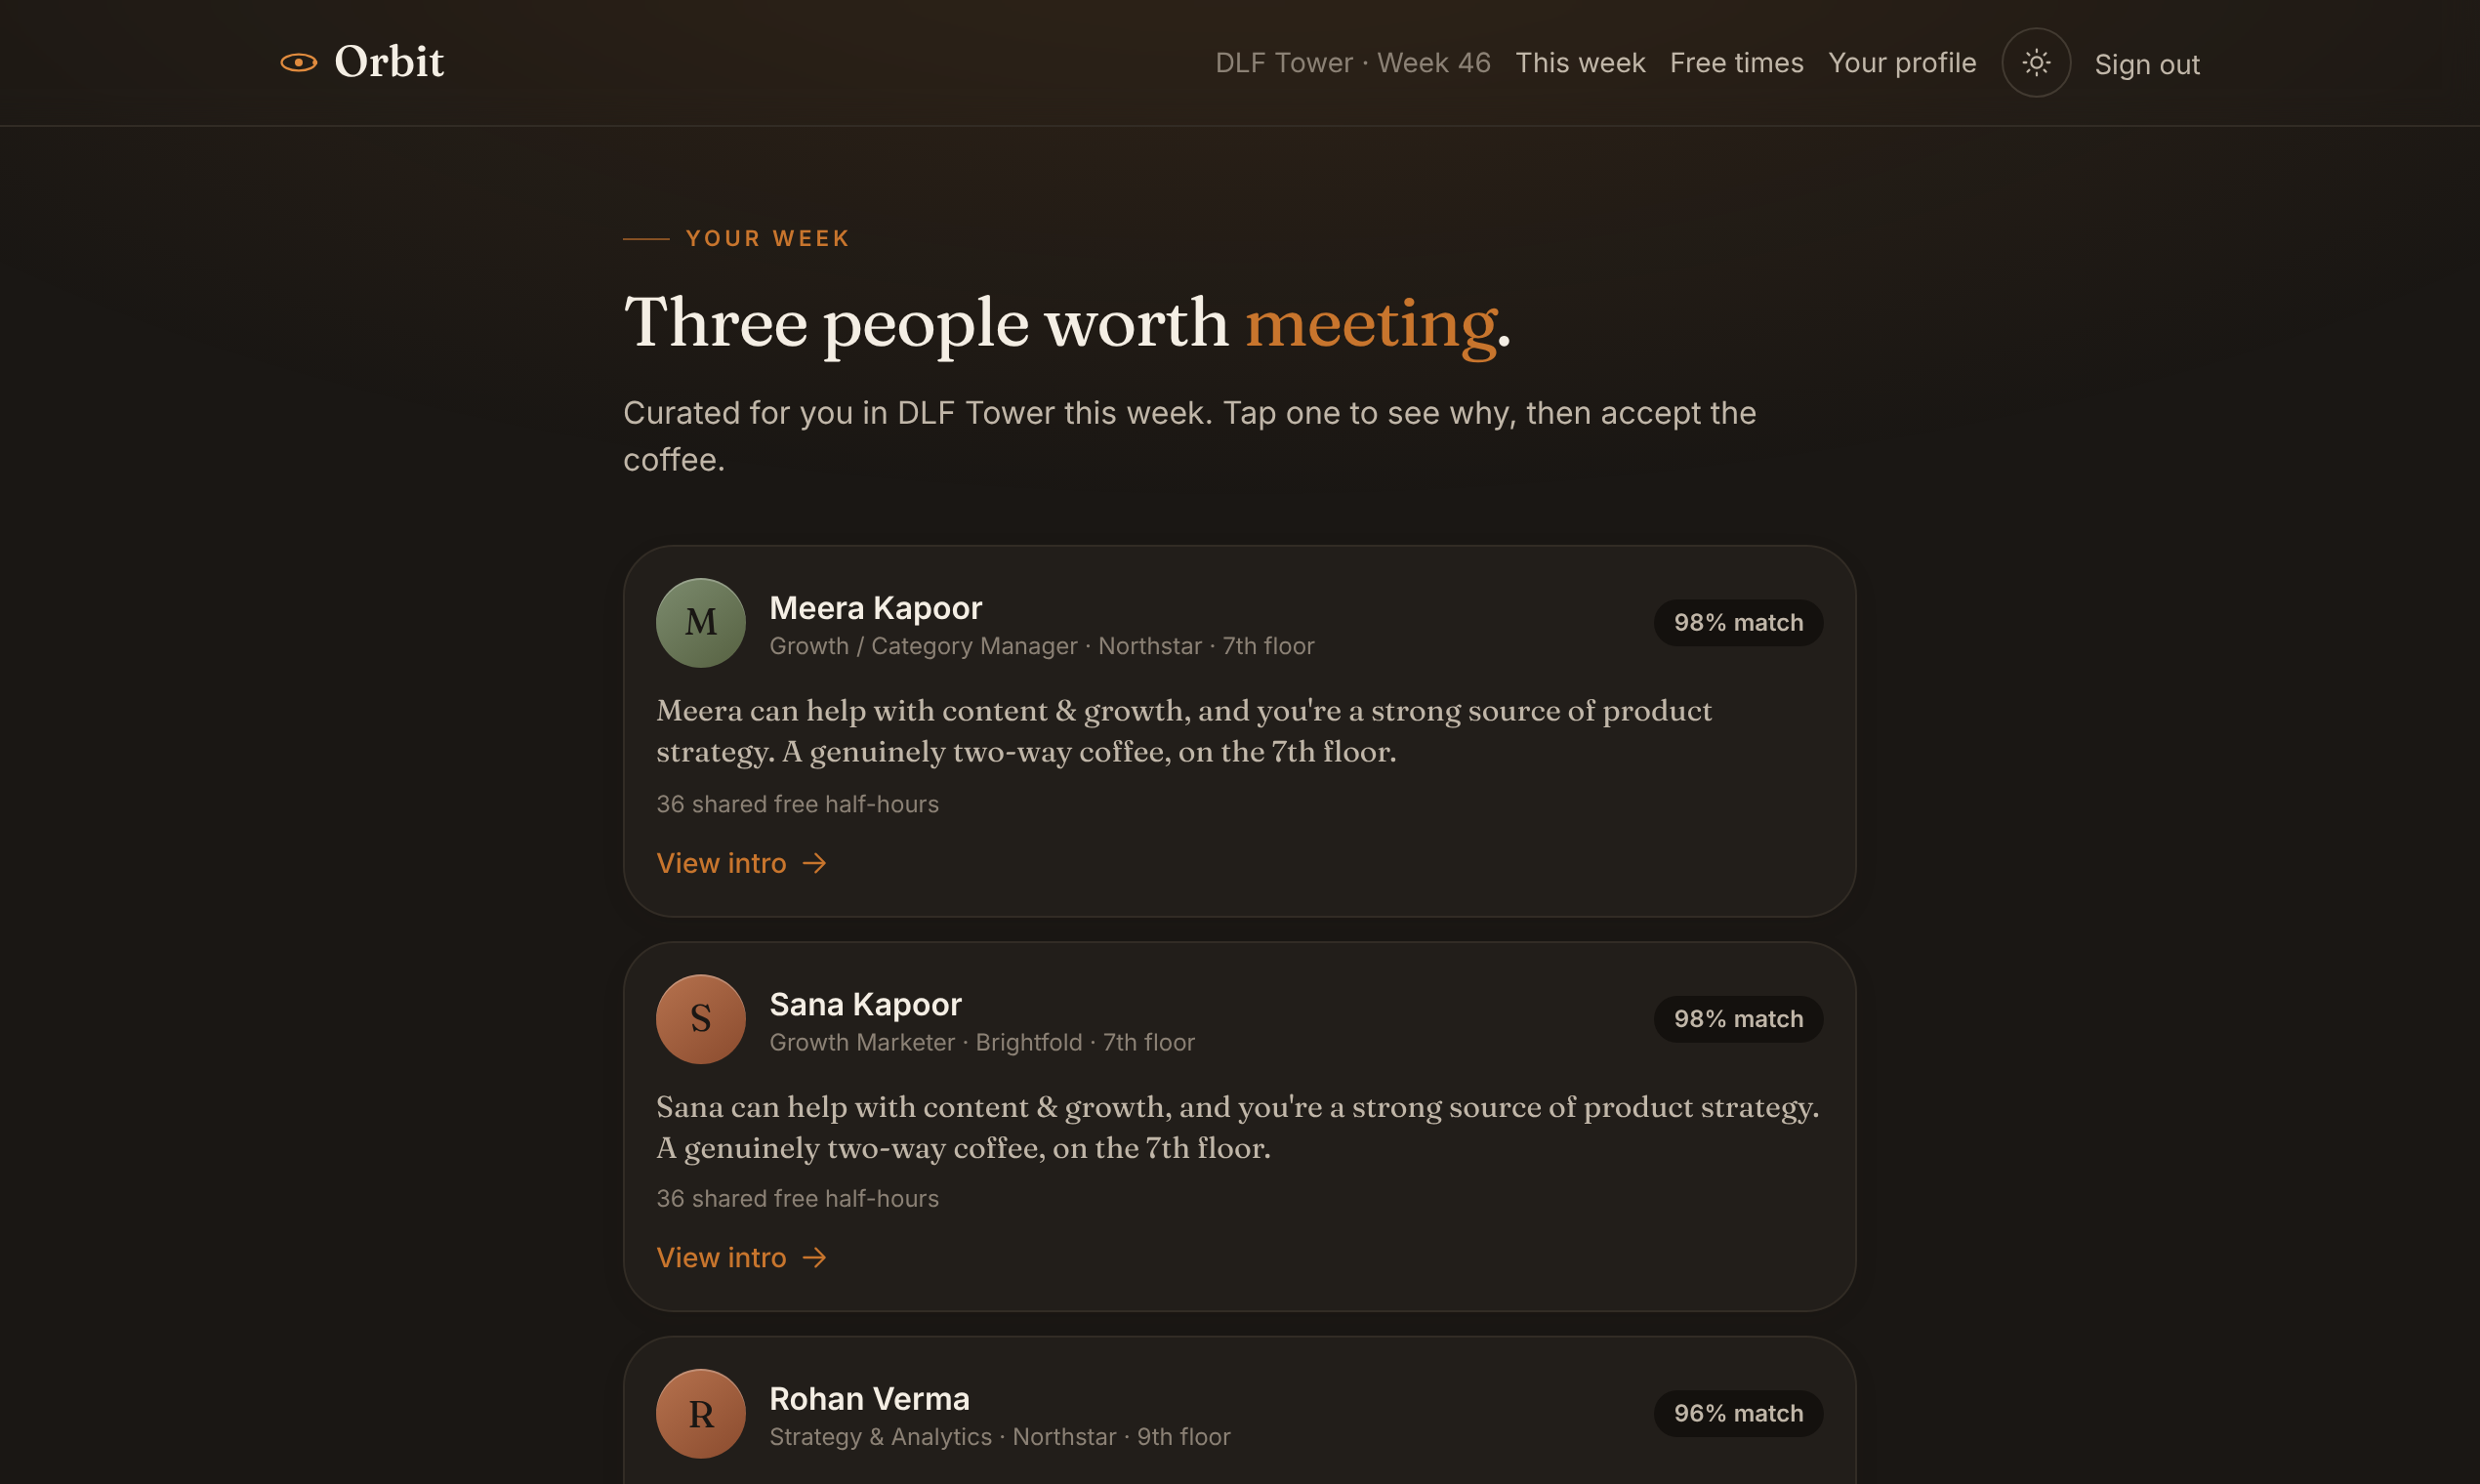 Orbit
DLF Tower · Week 46 This week Free times Your profile Sign out
YOUR WEEK
Three people worth meeting.
Curated for you in DLF Tower this week. Tap one to see why, then accept the
coffee.
M
Meera Kapoor
Growth / Category Manager · Northstar · 7th floor
98% match
Meera can help with content & growth, and you're a strong source of product
strategy. A genuinely two-way coffee, on the 7th floor.
36 shared free half-hours
View intro →
S
Sana Kapoor
Growth Marketer · Brightfold · 7th floor
98% match
Sana can help with content & growth, and you're a strong source of product strategy.
A genuinely two-way coffee, on the 7th floor.
36 shared free half-hours
View intro →
R
Rohan Verma
Strategy & Analytics · Northstar · 9th floor
96% match